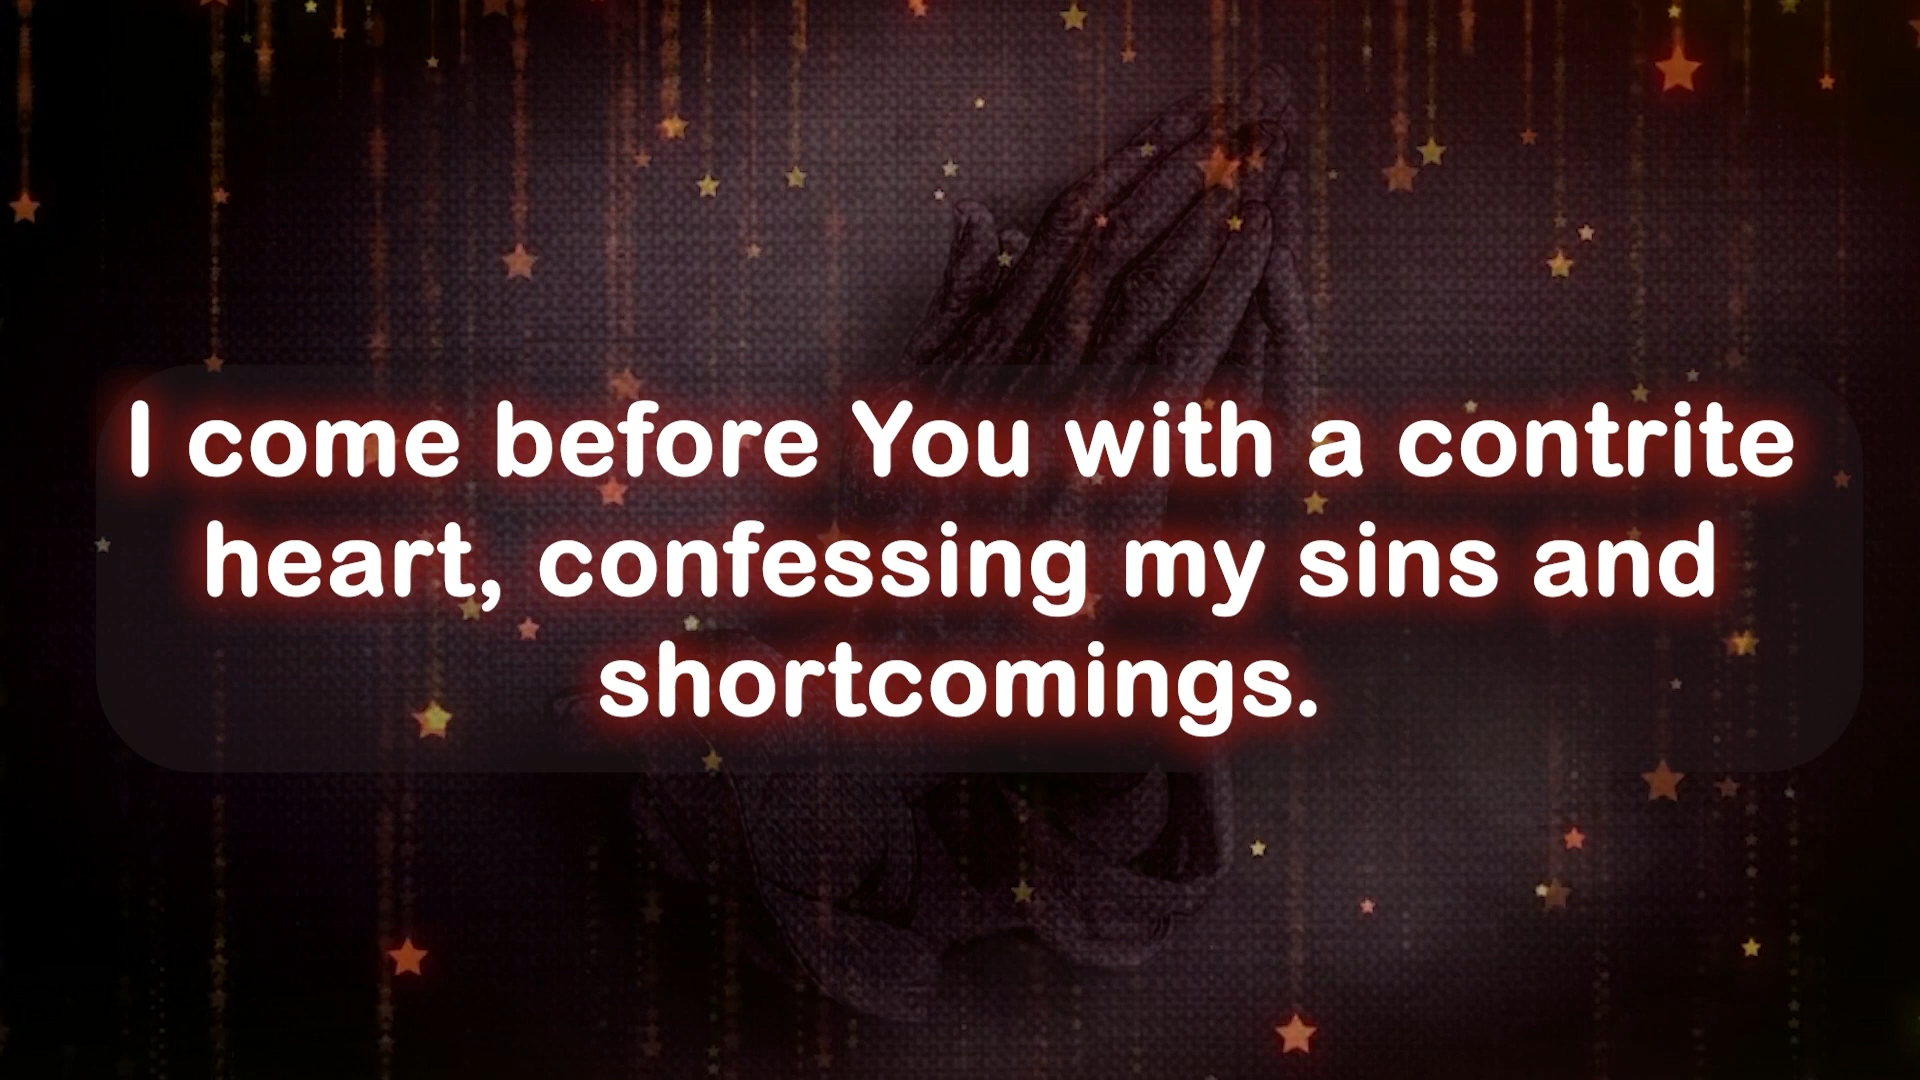 I come before You with a contrite
heart, confessing my sins and
shortcomings.